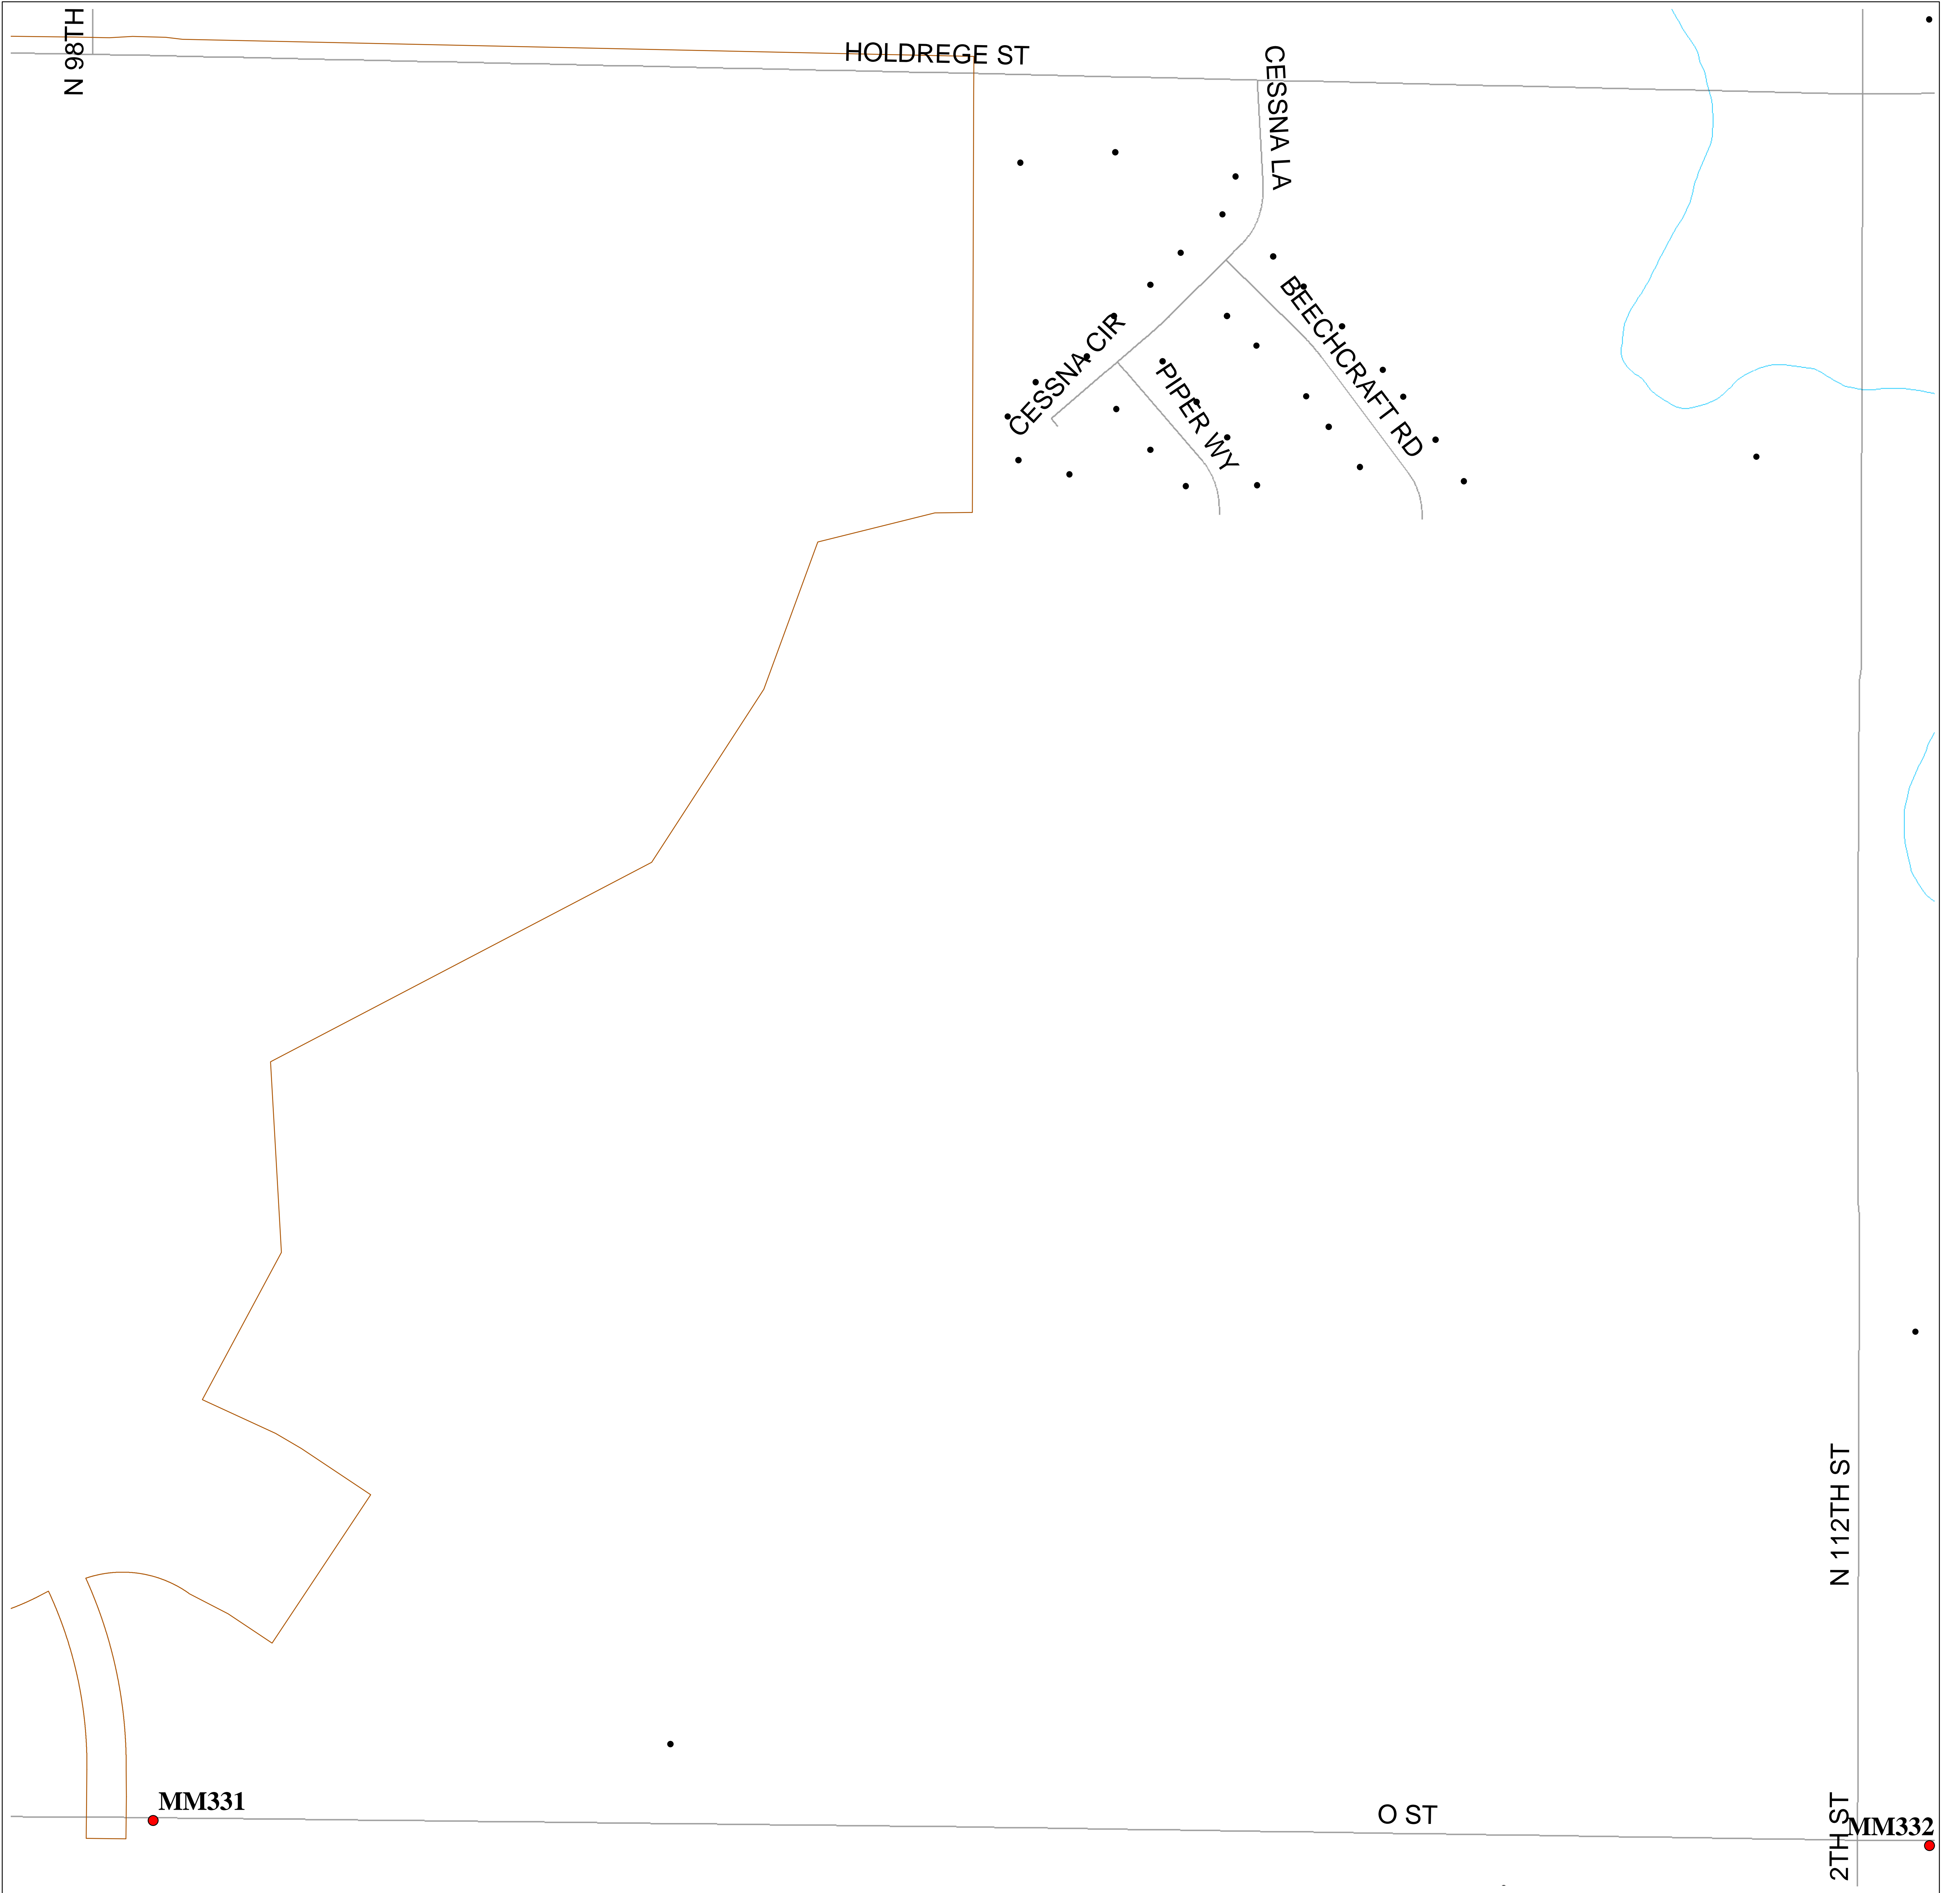 N 98TH
HOLDREGE ST
CESSNA LA
BEECHCRAFT RD
CESSNA CIR
PIPER WY
N 112TH ST
MM331
O ST
2TH ST
MM332